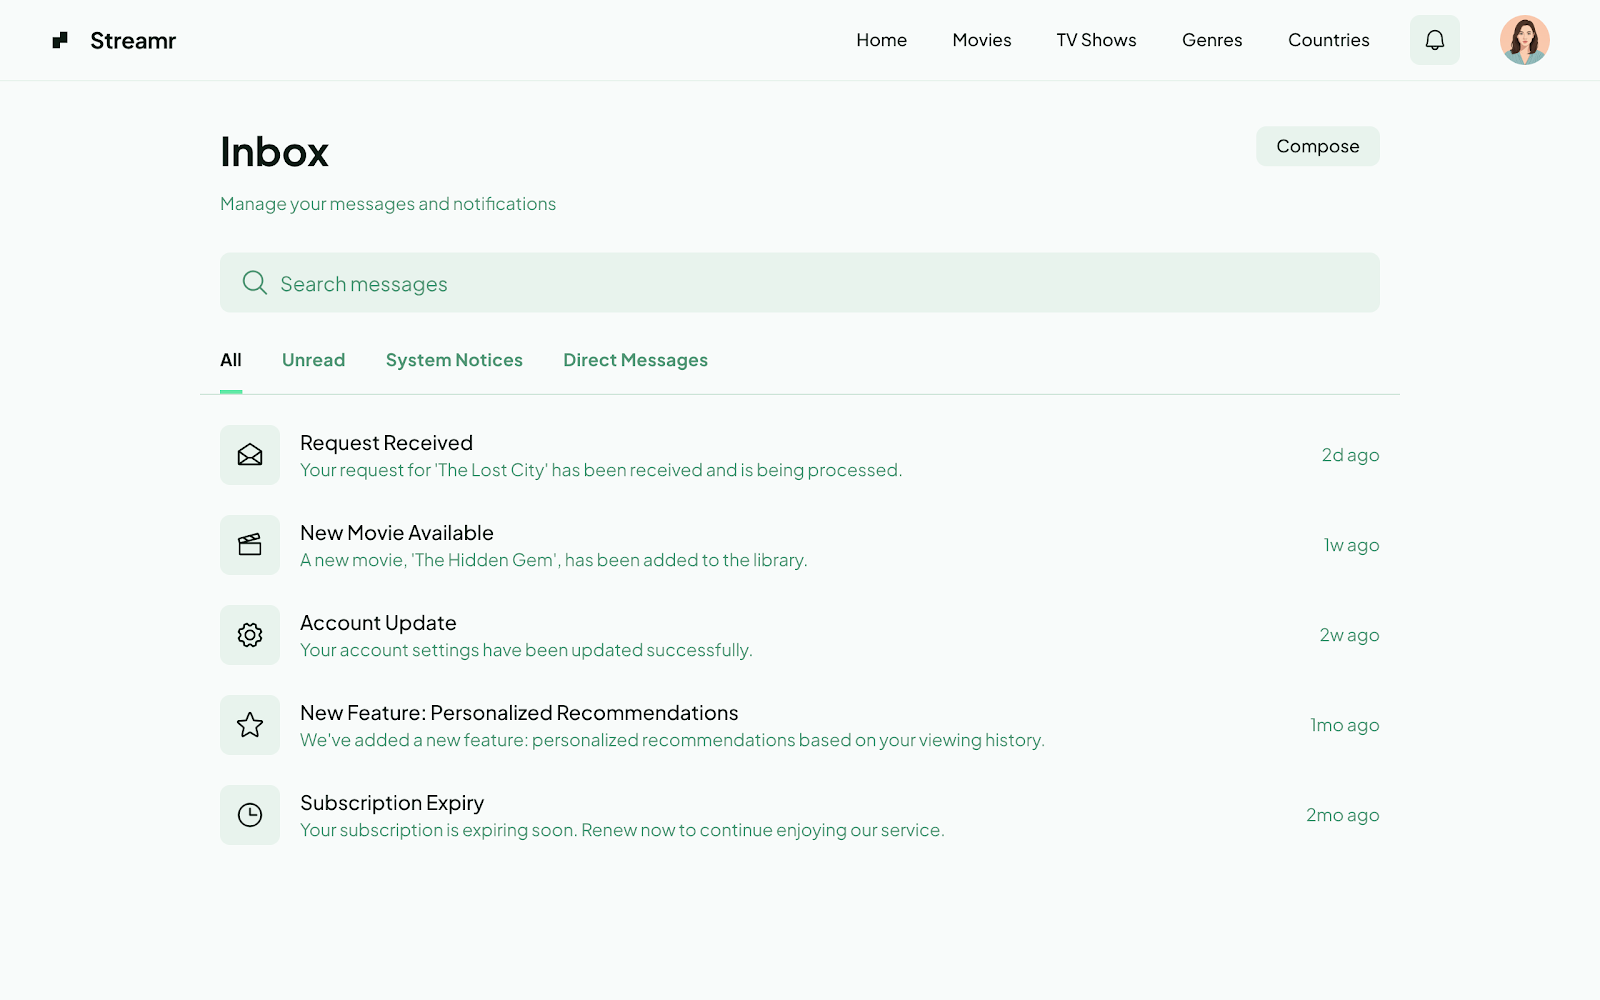 Streamr
Home
Movies
TV Shows
Genres
Countries
Inbox
Compose
Manage your messages and notifications
Search messages
All
Unread
System Notices
Direct Messages
Request Received
Your request for 'The Lost City' has been received and is being processed.
2d ago
New Movie Available
A new movie, 'The Hidden Gem', has been added to the library.
1w ago
Account Update
Your account settings have been updated successfully.
2w ago
New Feature: Personalized Recommendations
We've added a new feature: personalized recommendations based on your viewing history.
1mo ago
Subscription Expiry
Your subscription is expiring soon. Renew now to continue enjoying our service.
2mo ago